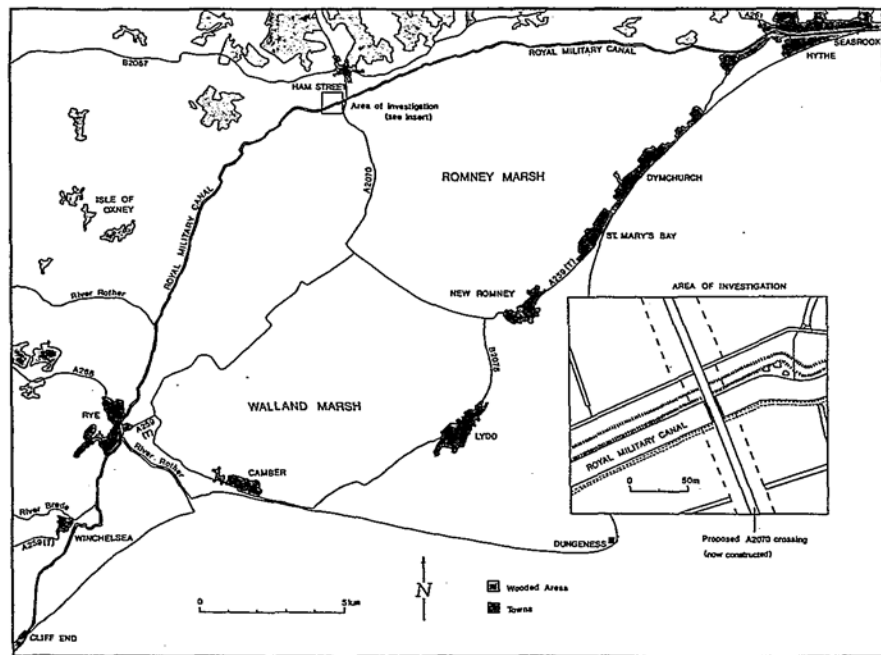 A261
SEABROOK
HYTHE
ROYAL MILITARY CANAL
B2067
HAM STREET
Area of investigation
(see insert)
A2070
ROMNEY MARSH
DYMCHURCH
ISLE OF
OXNEY
ROYAL MILITARY CANAL
ST. MARY'S BAY
A259 (T)
NEW ROMNEY
AREA OF INVESTIGATION
River Rother
B2075
A268
WALLAND MARSH
RYE
A259
(T)
LYDD
ROYAL MILITARY CANAL
River Rother
CAMBER
0 50m
River Brede
WINCHELSEA
A259(T)
DUNGENESS
Proposed A2070 crossing
(now constructed)
N
Wooded Areas
0 5km
Towns
CLIFF END